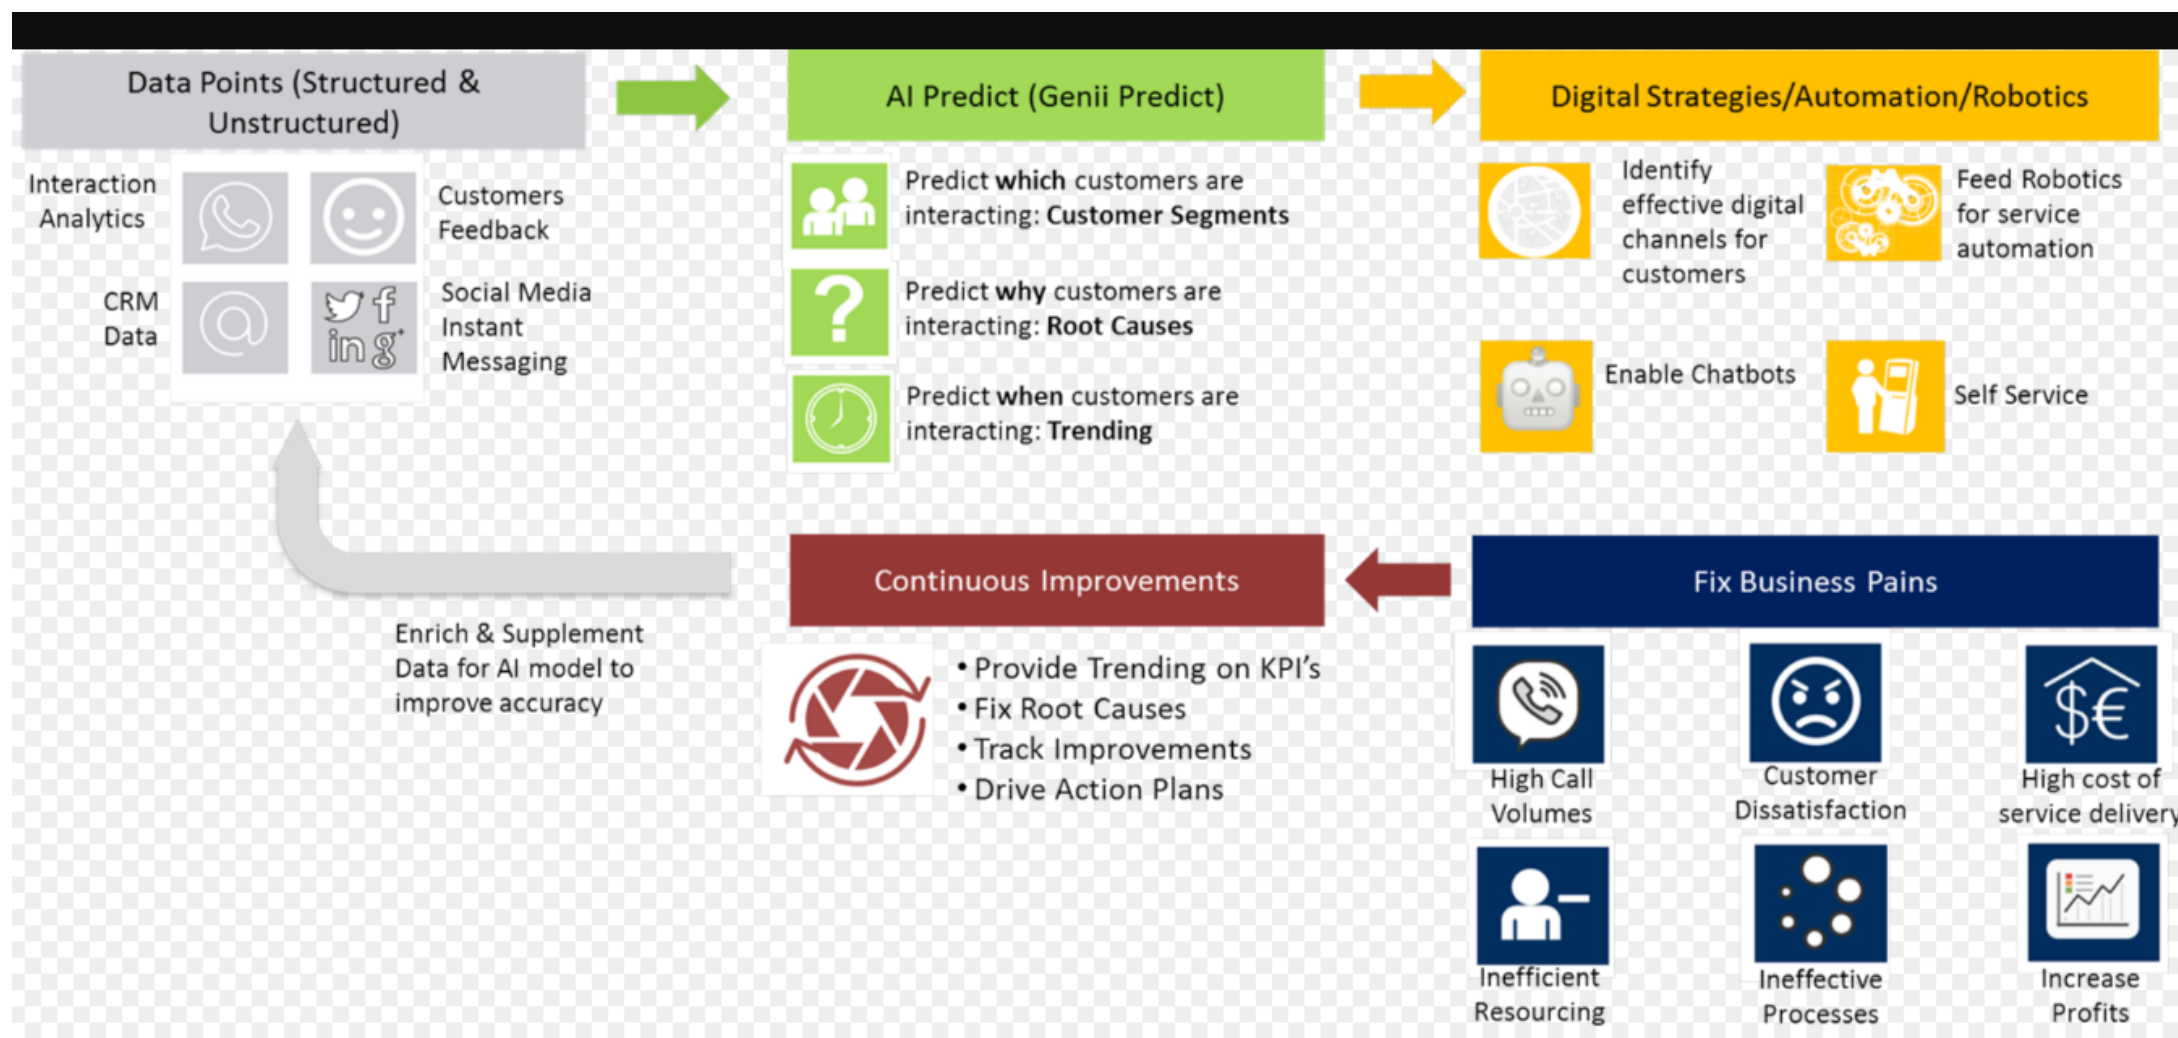 Data Points (Structured &
Unstructured)
Interaction
Analytics
Customers
Feedback
CRM
Data
in g+
Social Media
Instant
Messaging
AI Predict (Genii Predict)
Predict which customers are
interacting: Customer Segments
?
Predict why customers are
interacting: Root Causes
Predict when customers are
interacting: Trending
Digital Strategies/Automation/Robotics
Identify
effective digital
channels for
customers
Feed Robotics
for service
automation
Enable Chatbots
Self Service
Fix Business Pains
High Call
Volumes
Customer
Dissatisfaction
$€
High cost of
service delivery
Inefficient
Resourcing
Ineffective
Processes
Increase
Profits
Continuous Improvements
• Provide Trending on KPI's
• Fix Root Causes
• Track Improvements
• Drive Action Plans
Enrich & Supplement
Data for AI model to
improve accuracy